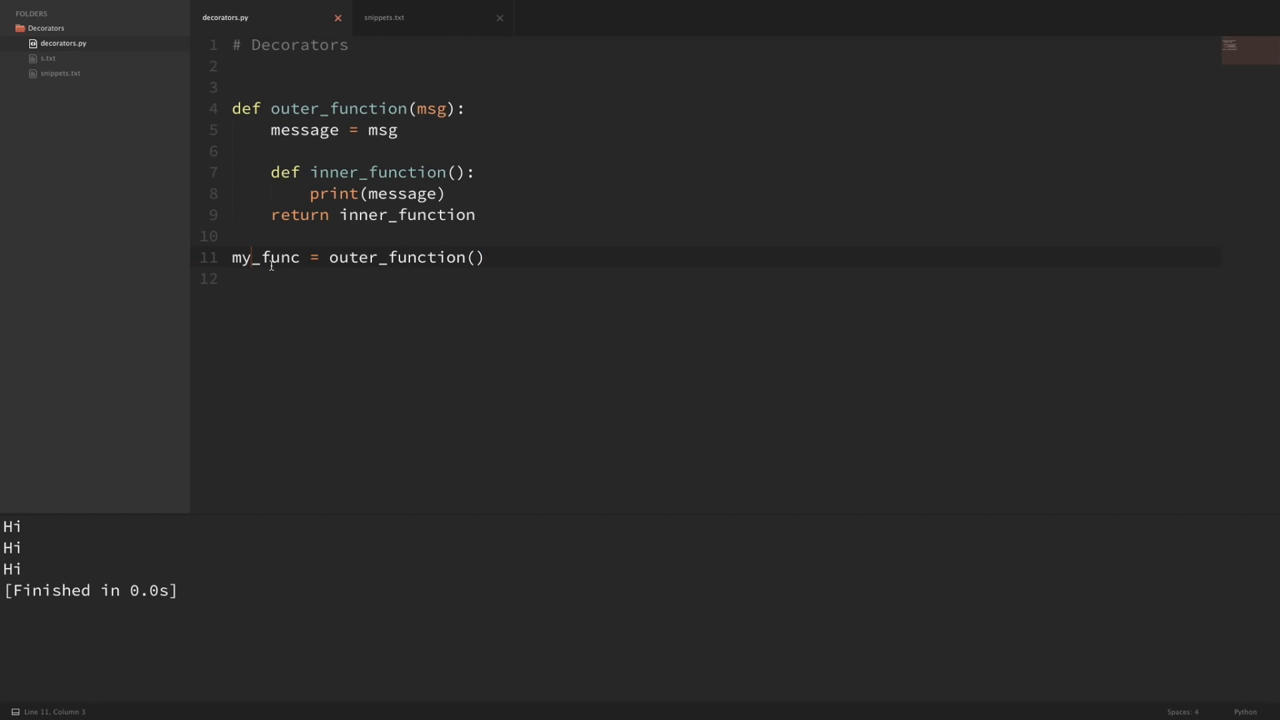 FOLDERS
Decorators
decorators.py
s.txt
snippets.txt
decorators.py
snippets.txt
1 # Decorators
2
3
4 def outer_function(msg):
5 message = msg
6
7 def inner_function():
8 print(message)
9 return inner_function
10
11 my_func = outer_function()
12
Hi
Hi
Hi
[Finished in 0.0s]
Line 11, Column 3
Spaces: 4
Python